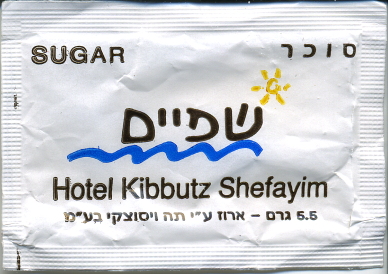 SUGAR סוכר
שפיים
Hotel Kibbutz Shefayim
5.5 גרם - ארוז ע"י תה ויסוצקי בע"מ